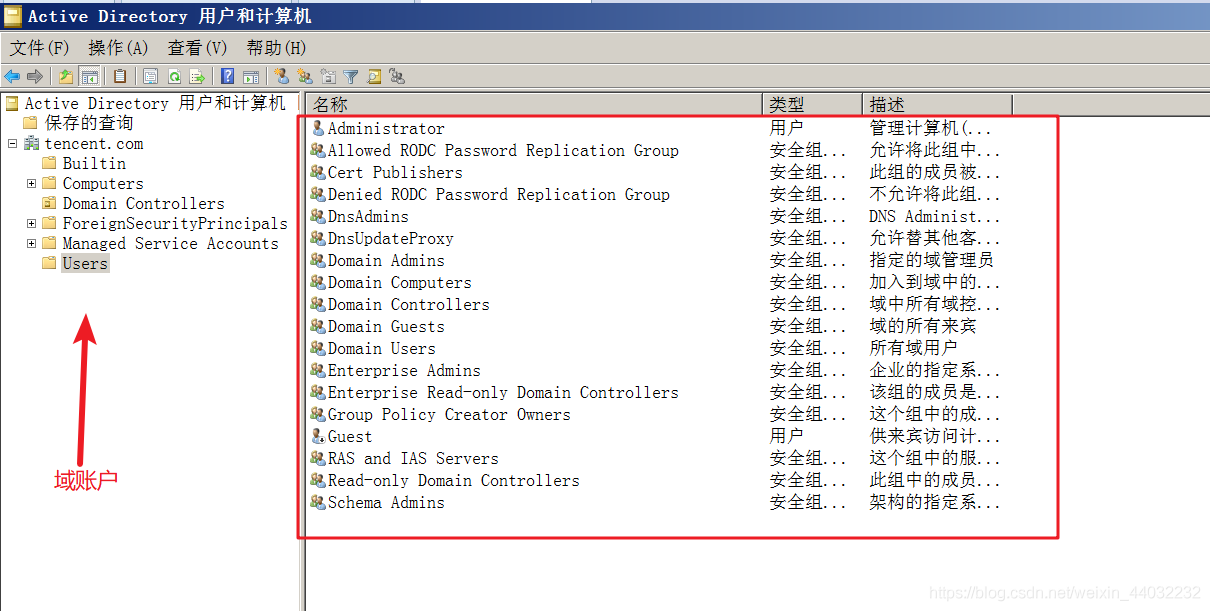 Active Directory 用户和计算机
文件(F) 操作(A) 查看(V) 帮助(H)
Active Directory 用户和计算机
保存的查询
tencent.com
Builtin
Computers
Domain Controllers
ForeignSecurityPrincipals
Managed Service Accounts
Users
域账户
名称 类型 描述
Administrator 用户 管理计算机(...
Allowed RODC Password Replication Group 安全组... 允许将此组中...
Cert Publishers 安全组... 此组的成员被...
Denied RODC Password Replication Group 安全组... 不允许将此组...
DnsAdmins 安全组... DNS Administ...
DnsUpdateProxy 安全组... 允许替其他客...
Domain Admins 安全组... 指定的域管理员
Domain Computers 安全组... 加入到域中的...
Domain Controllers 安全组... 域中所有域控...
Domain Guests 安全组... 域的所有来宾
Domain Users 安全组... 所有域用户
Enterprise Admins 安全组... 企业的指定系...
Enterprise Read-only Domain Controllers 安全组... 该组的成员是...
Group Policy Creator Owners 安全组... 这个组中的成...
Guest 用户 供来宾访问计...
RAS and IAS Servers 安全组... 这个组中的服...
Read-only Domain Controllers 安全组... 此组中的成员...
Schema Admins 安全组... 架构的指定系...
https://blog.csdn.net/weixin_44032232